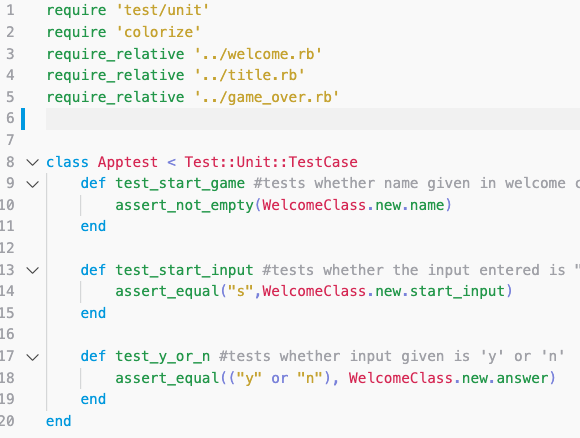 1 require 'test/unit'
2 require 'colorize'
3 require_relative '../welcome.rb'
4 require_relative '../title.rb'
5 require_relative '../game_over.rb'
6
7
8 class Apptest < Test::Unit::TestCase
9 def test_start_game #tests whether name given in welcome
10 assert_not_empty(WelcomeClass.new.name)
11 end
12
13 def test_start_input #tests whether the input entered is "
14 assert_equal("s",WelcomeClass.new.start_input)
15 end
16
17 def test_y_or_n #tests whether input given is 'y' or 'n'
18 assert_equal(("y" or "n"), WelcomeClass.new.answer)
19 end
20 end